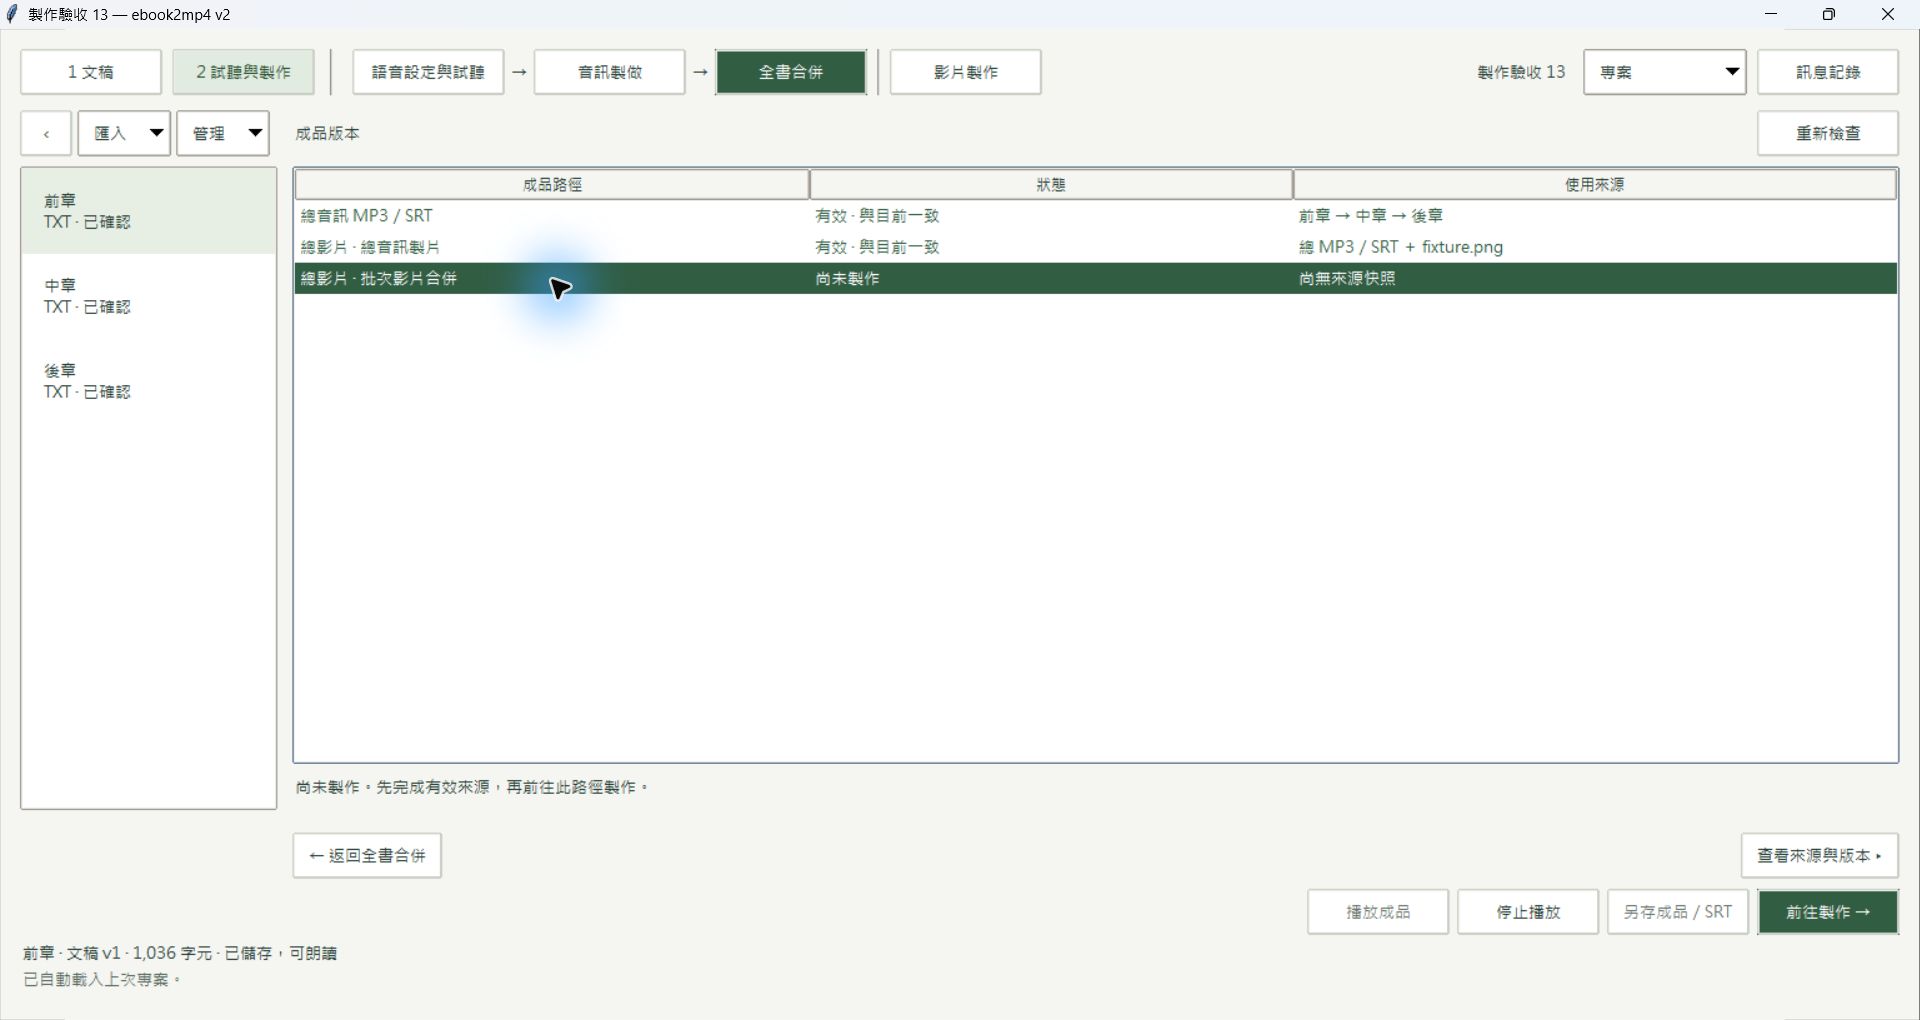 製作驗收 13 — ebook2mp4 v2
1 文稿
2 試聽與製作
語音設定與試聽
→
音訊製做
→
全書合併
影片製作
製作驗收 13
專案
訊息記錄
‹
匯入
管理
成品版本
重新檢查
前章
TXT · 已確認
中章
TXT · 已確認
後章
TXT · 已確認
成品路徑 狀態 使用來源
總音訊 MP3 / SRT 有效 · 與目前一致 前章 → 中章 → 後章
總影片 · 總音訊製片 有效 · 與目前一致 總 MP3 / SRT + fixture.png
總影片 · 批次影片合併 尚未製作 尚無來源快照
尚未製作。先完成有效來源，再前往此路徑製作。
← 返回全書合併
查看來源與版本 ▸
播放成品
停止播放
另存成品 / SRT
前往製作 →
前章 · 文稿 v1 · 1,036 字元 · 已儲存，可朗讀
已自動載入上次專案。